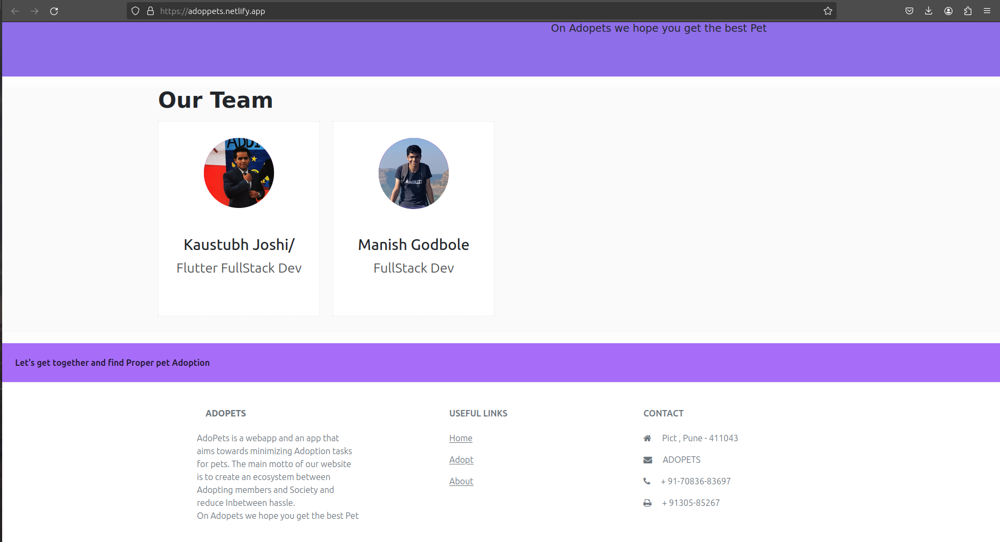 https://adoppets.netlify.app
On Adopets we hope you get the best Pet
Our Team
Awaazzz
Kaustubh Joshi/
Flutter FullStack Dev
Manish Godbole
FullStack Dev
Let's get together and find Proper pet Adoption
ADOPETS
AdoPets is a webapp and an app that
aims towards minimizing Adoption tasks
for pets. The main motto of our website
is to create an ecosystem between
Adopting members and Society and
reduce Inbetween hassle.
On Adopets we hope you get the best Pet
USEFUL LINKS
Home
Adopt
About
CONTACT
Pict , Pune - 411043
ADOPETS
+ 91-70836-83697
+ 91305-85267